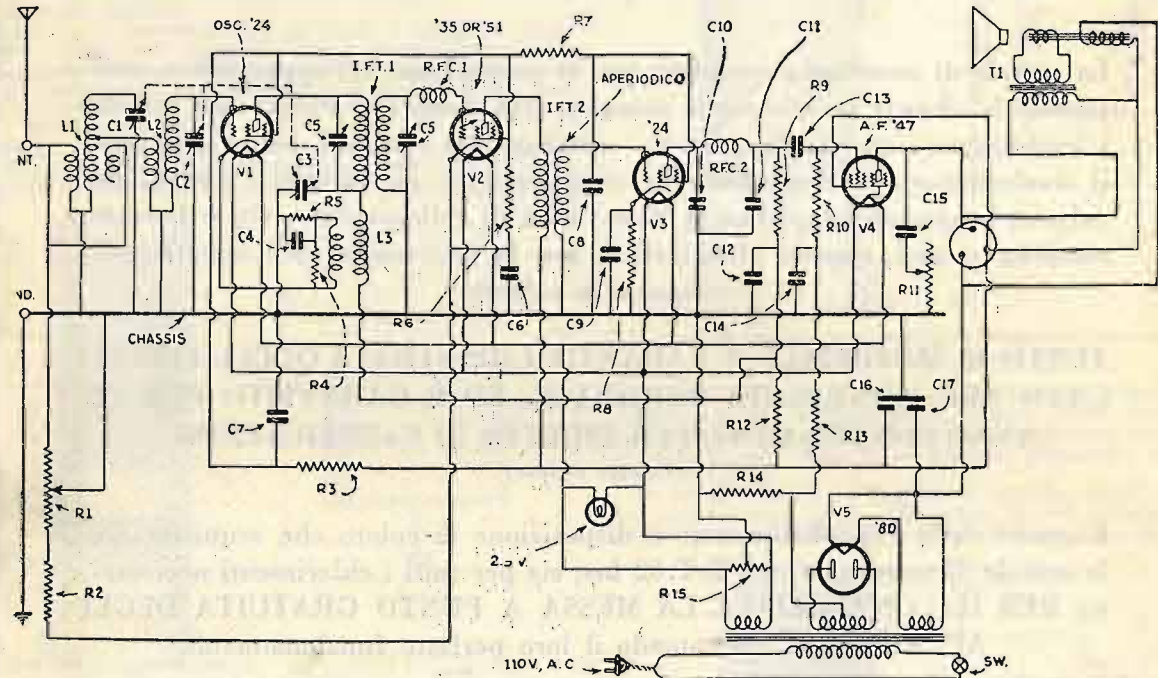 OSC. '24
'35 OR '51
R7
C10
C11
I.F.T.1
R.F.C.1
APERIODICO
R9
T1
I.F.T.2
C13
'24
A.F. '47
L1
C1
L2
C5
C5
NT.
C2
V1
C3
V2
R.F.C.2
R5
C8
V3
R10
V4
C15
C4
L3
C12
R11
ND.
CHASSIS
R6
C6
C9
C14
R4
R8
C16
C17
C7
R12
R13
R3
R14
R1
V5
'80
2.5 V.
R2
R15
110V, A.C
SW.